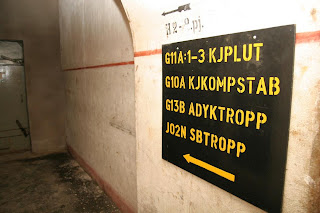 G11A:1-3 KJPLUT
G10A KJKOMPSTAB
G13B ADYKTROPP
J02N SBTROPP